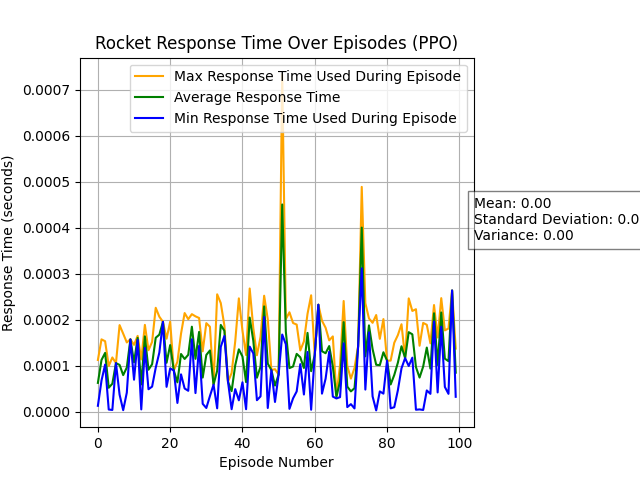 Rocket Response Time Over Episodes (PPO)
Max Response Time Used During Episode
Average Response Time
Min Response Time Used During Episode
0.0007
0.0006
0.0005
0.0004
0.0003
0.0002
0.0001
0.0000
Response Time (seconds)
Mean: 0.00
Standard Deviation: 0.0
Variance: 0.00
0 20 40 60 80 100
Episode Number